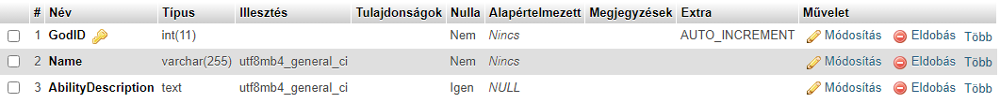 # Név Típus Illesztés Tulajdonságok Nulla Alapértelmezett Megjegyzések Extra Művelet
1 GodID int(11) Nem Nincs AUTO_INCREMENT Módosítás Eldobás Több
2 Name varchar(255) utf8mb4_general_ci Nem Nincs Módosítás Eldobás Több
3 AbilityDescription text utf8mb4_general_ci Igen NULL Módosítás Eldobás Több